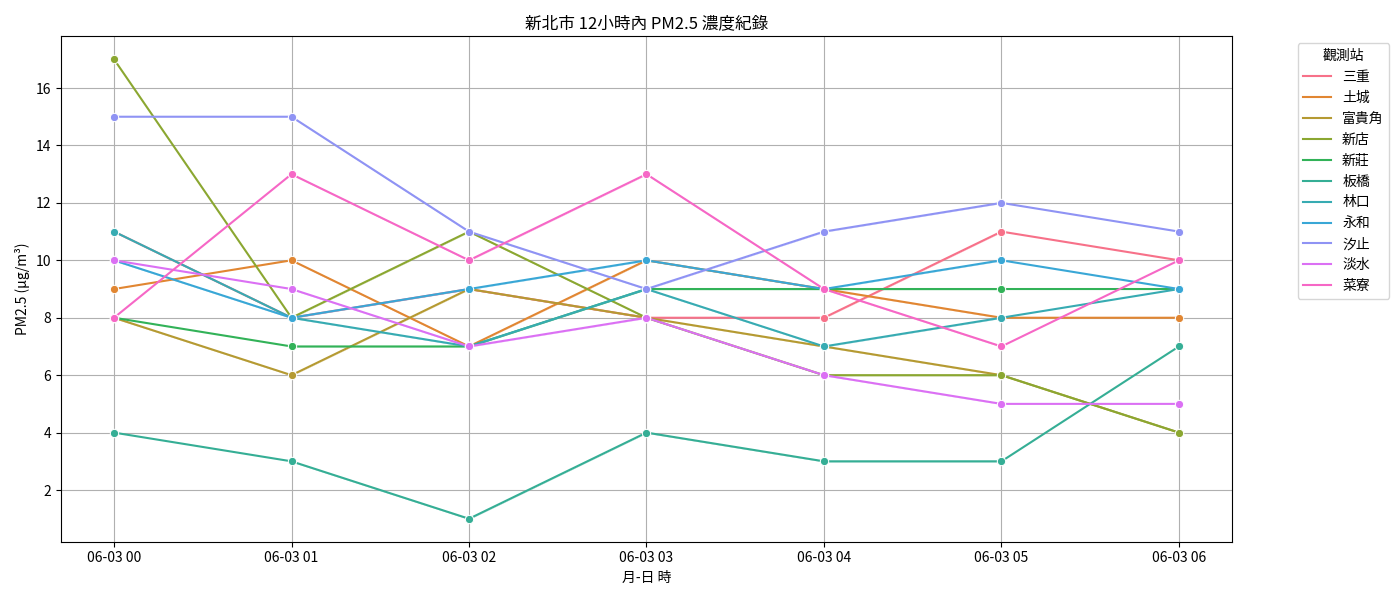 新北市 12小時內 PM2.5 濃度紀錄
PM2.5 (μg/m³)
16
14
12
10
8
6
4
2
06-03 00
06-03 01
06-03 02
06-03 03
06-03 04
06-03 05
06-03 06
月-日 時
觀測站
三重
土城
富貴角
新店
新莊
板橋
林口
永和
汐止
淡水
菜寮